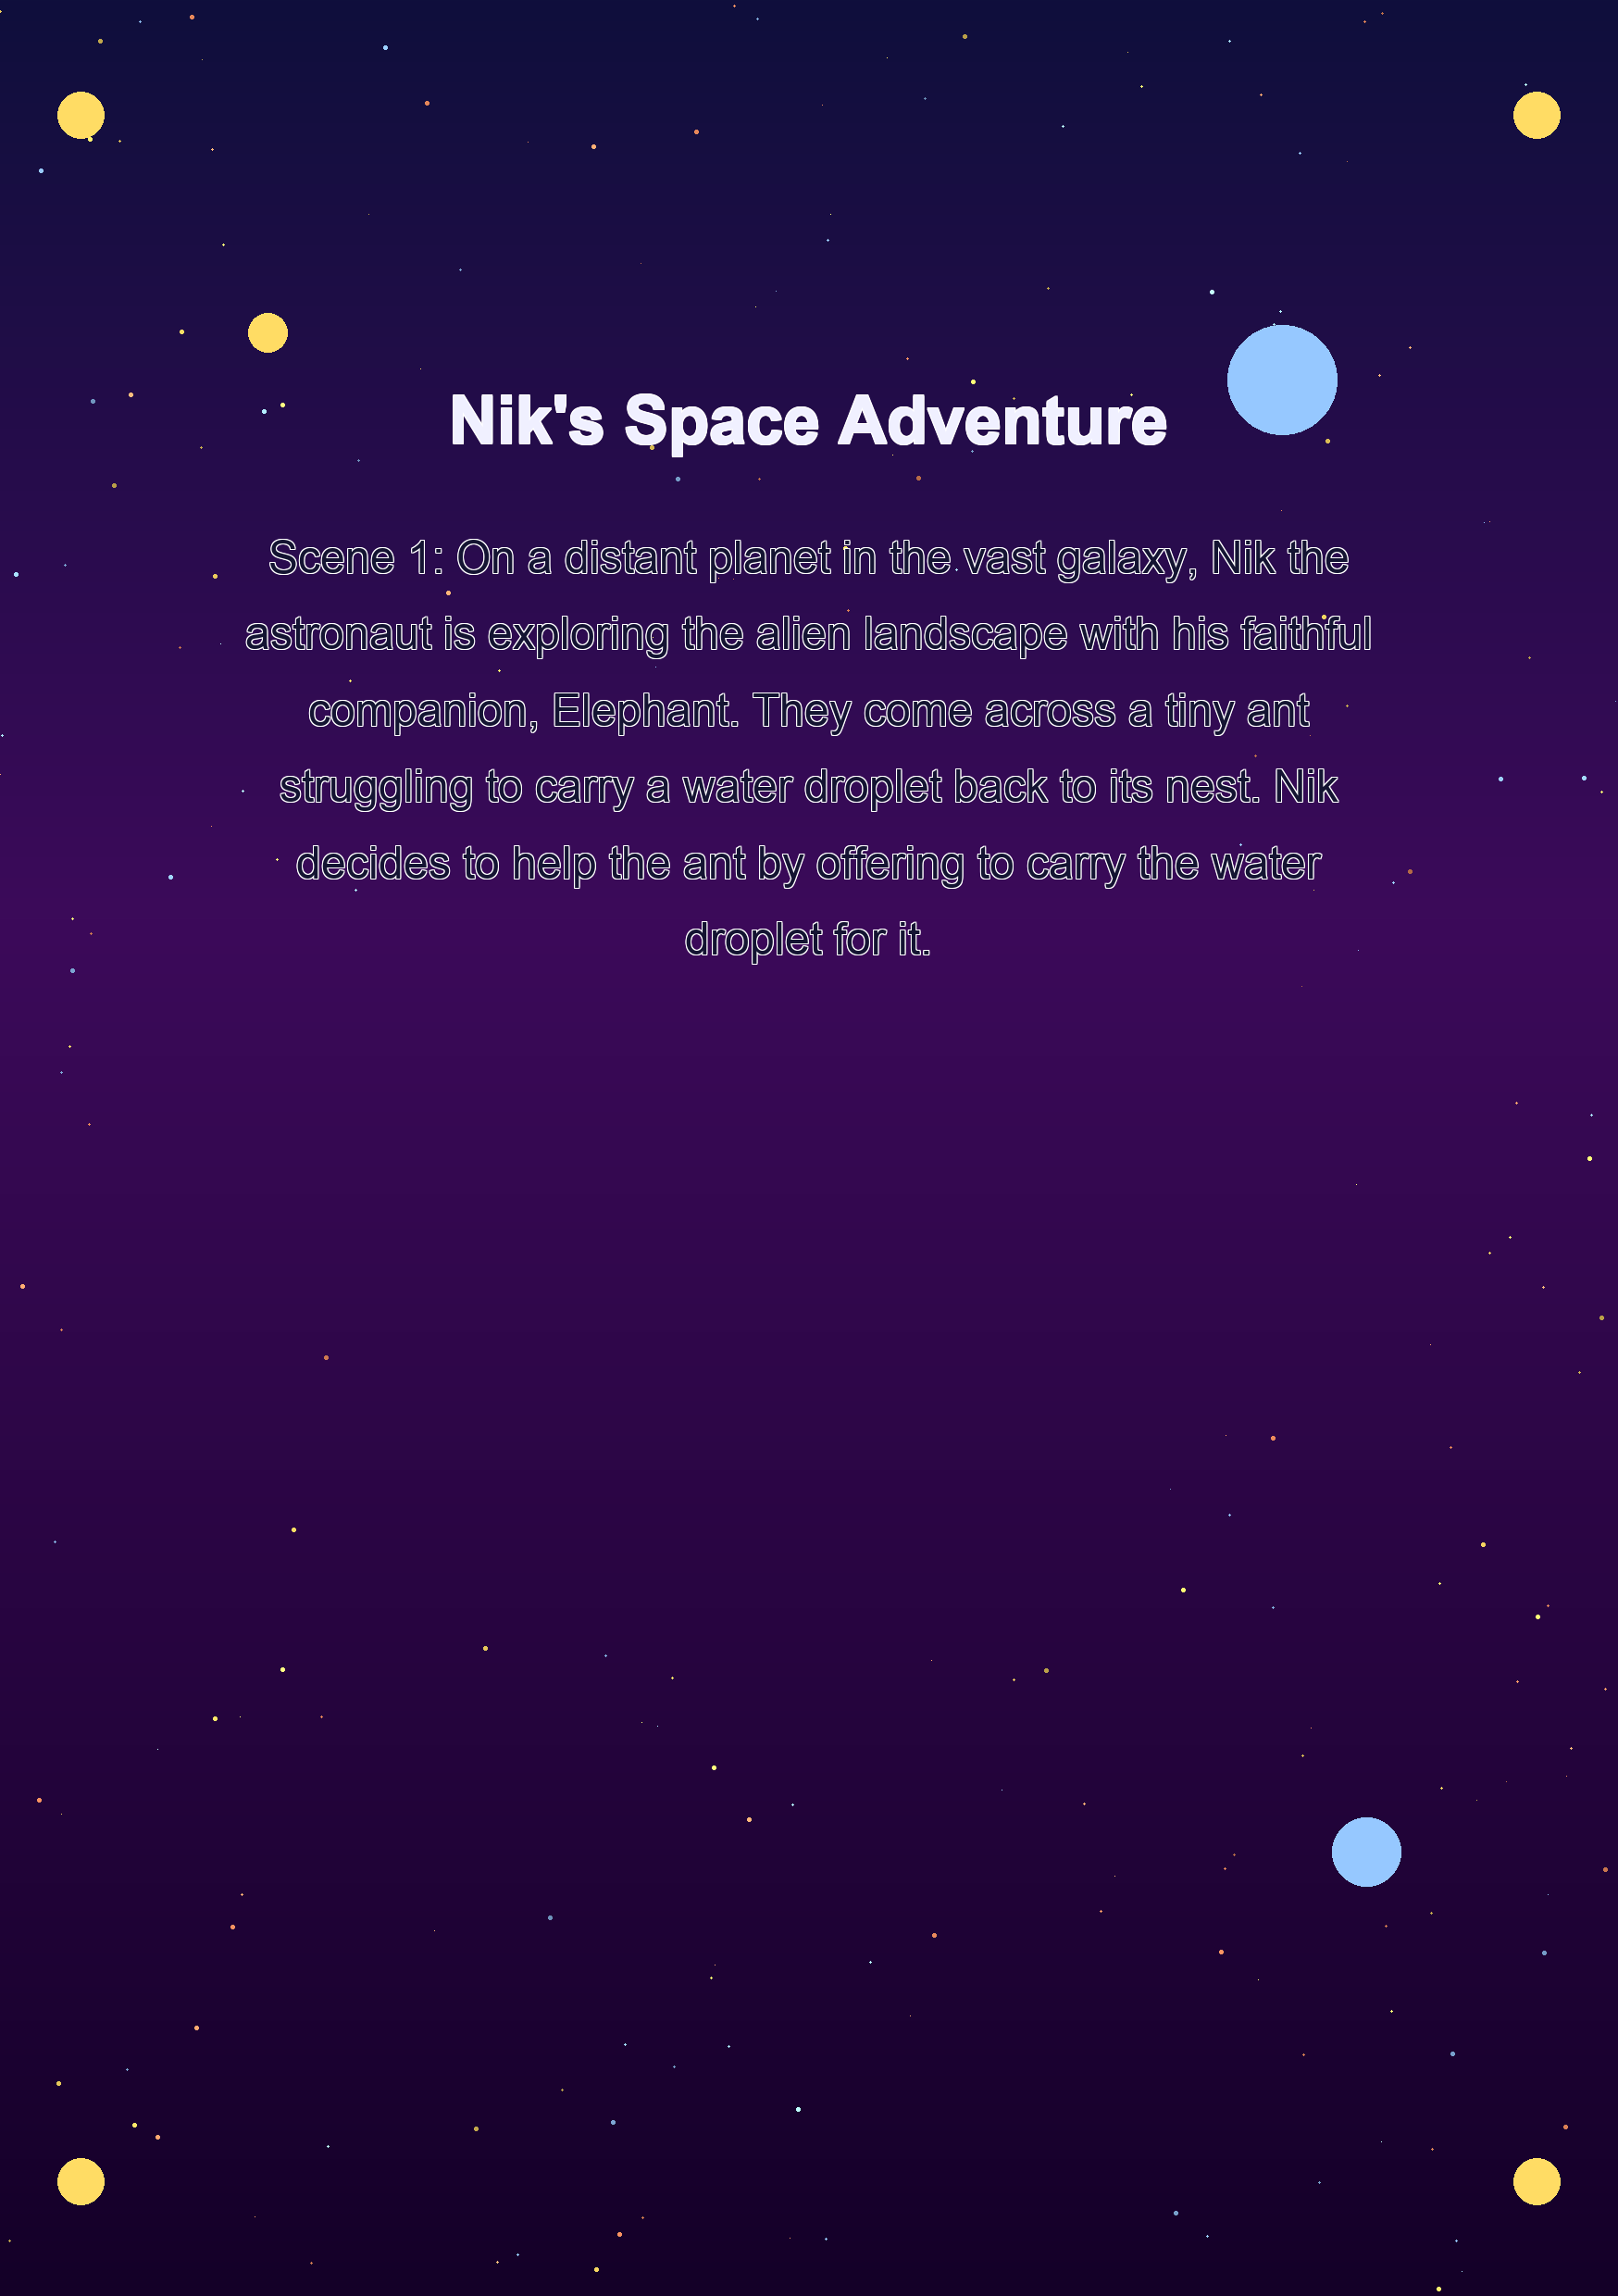 Nik's Space Adventure
Scene 1: On a distant planet in the vast galaxy, Nik the
astronaut is exploring the alien landscape with his faithful
companion, Elephant. They come across a tiny ant
struggling to carry a water droplet back to its nest. Nik
decides to help the ant by offering to carry the water
droplet for it.